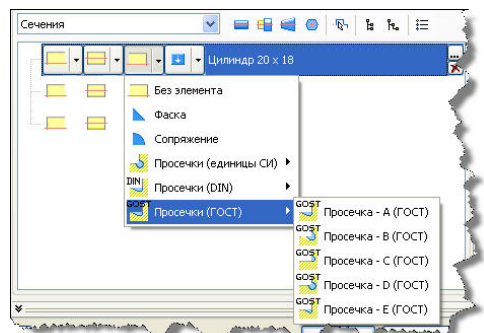 Сечения
Цилиндр 20 x 18
...
Без элемента
Фаска
Сопряжение
Просечки (единицы СИ)
DIN Просечки (DIN)
GOST Просечки (ГОСТ)
GOST Просечка - A (ГОСТ)
GOST Просечка - B (ГОСТ)
GOST Просечка - C (ГОСТ)
GOST Просечка - D (ГОСТ)
GOST Просечка - E (ГОСТ)